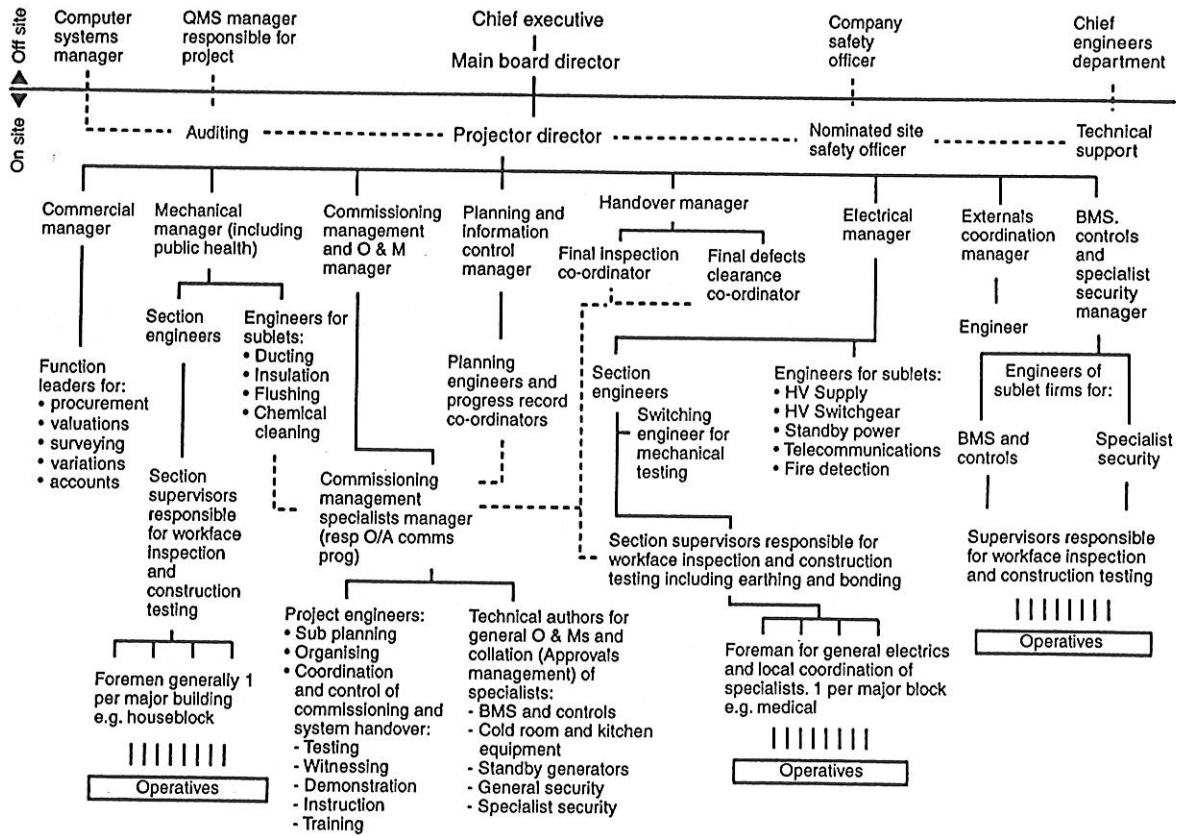 Off site
On site
Computer
systems
manager
QMS manager
responsible for
project
Chief executive
Main board director
Company
safety
officer
Chief
engineers
department
Auditing
Projector director
Nominated site
safety officer
Technical
support
Commercial
manager
Mechanical
manager (including
public health)
Commissioning
management
and O & M
manager
Planning and
information
control
manager
Handover manager
Final inspection
co-ordinator
Final defects
clearance
co-ordinator
Electrical
manager
Externals
coordination
manager
BMS.
controls
and
specialist
security
manager
Section
engineers
Engineers for
sublets:
• Ducting
• Insulation
• Flushing
• Chemical
cleaning
Function
leaders for:
• procurement
• valuations
• surveying
• variations
• accounts
Planning
engineers and
progress record
co-ordinators
Section
engineers
Switching
engineer for
mechanical
testing
Engineers for sublets:
• HV Supply
• HV Switchgear
• Standby power
• Telecommunications
• Fire detection
Engineer
Engineers of
sublet firms for:
BMS and
controls
Specialist
security
Section
supervisors
responsible
for workface
inspection
and
construction
testing
Commissioning
management
specialists manager
(resp O/A comms
prog)
Section supervisors responsible for
workface inspection and construction
testing including earthing and bonding
Supervisors responsible
for workface inspection
and construction testing
Operatives
Foremen generally 1
per major building
e.g. houseblock
Operatives
Project engineers:
• Sub planning
• Organising
• Coordination
and control of
commissioning and
system handover:
- Testing
- Witnessing
- Demonstration
- Instruction
- Training
Technical authors for
general O & Ms and
collation (Approvals
management) of
specialists:
- BMS and controls
- Cold room and kitchen
equipment
- Standby generators
- General security
- Specialist security
Foreman for general electrics
and local coordination of
specialists. 1 per major block
e.g. medical
Operatives